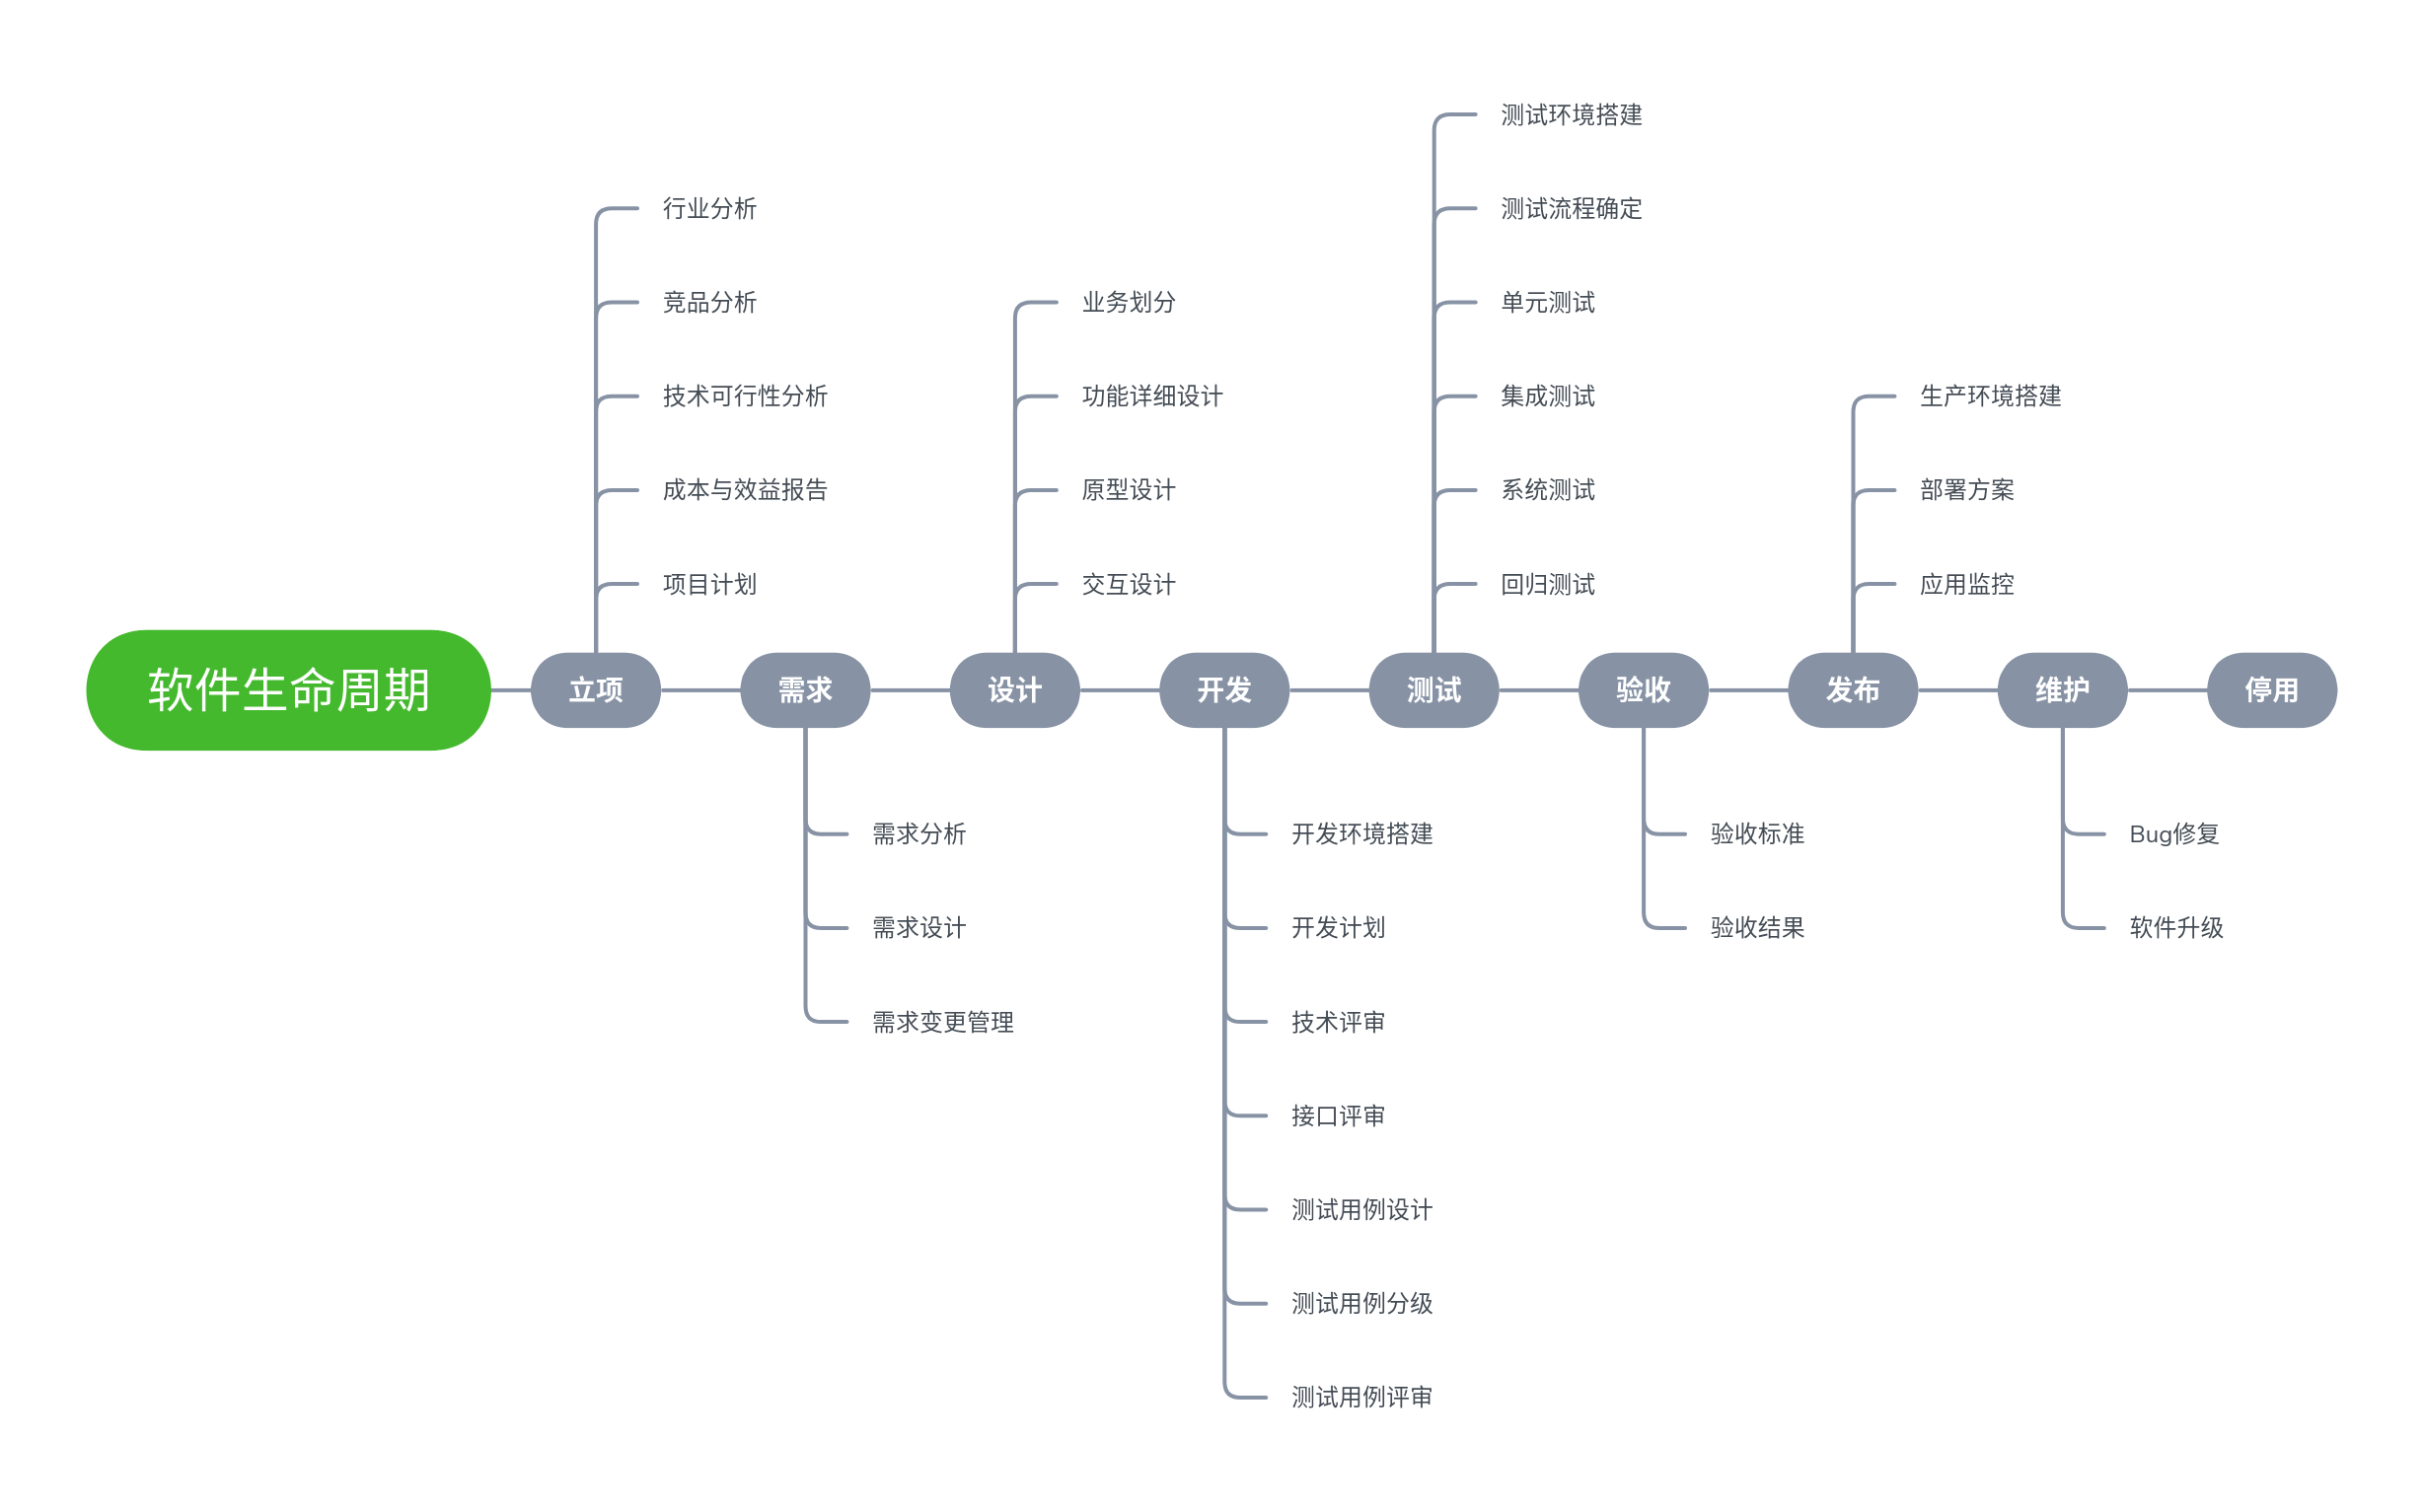 软件生命周期
立项
行业分析
竞品分析
技术可行性分析
成本与效益报告
项目计划
需求
需求分析
需求设计
需求变更管理
设计
业务划分
功能详细设计
原型设计
交互设计
开发
开发环境搭建
开发计划
技术评审
接口评审
测试用例设计
测试用例分级
测试用例评审
测试
测试环境搭建
测试流程确定
单元测试
集成测试
系统测试
回归测试
验收
验收标准
验收结果
发布
生产环境搭建
部署方案
应用监控
维护
Bug修复
软件升级
停用